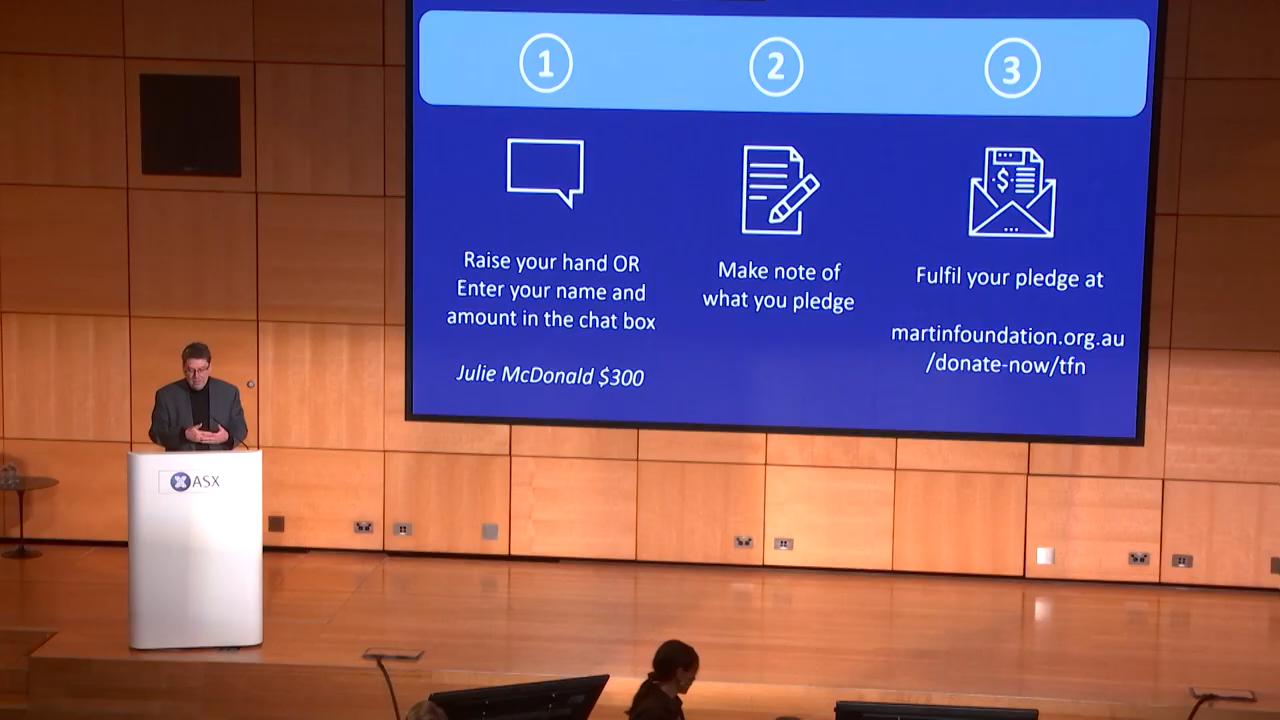 1
2
3
Raise your hand OR
Enter your name and
amount in the chat box
Julie McDonald $300
Make note of
what you pledge
$
Fulfil your pledge at
martinfoundation.org.au
/donate-now/tfn
ASX